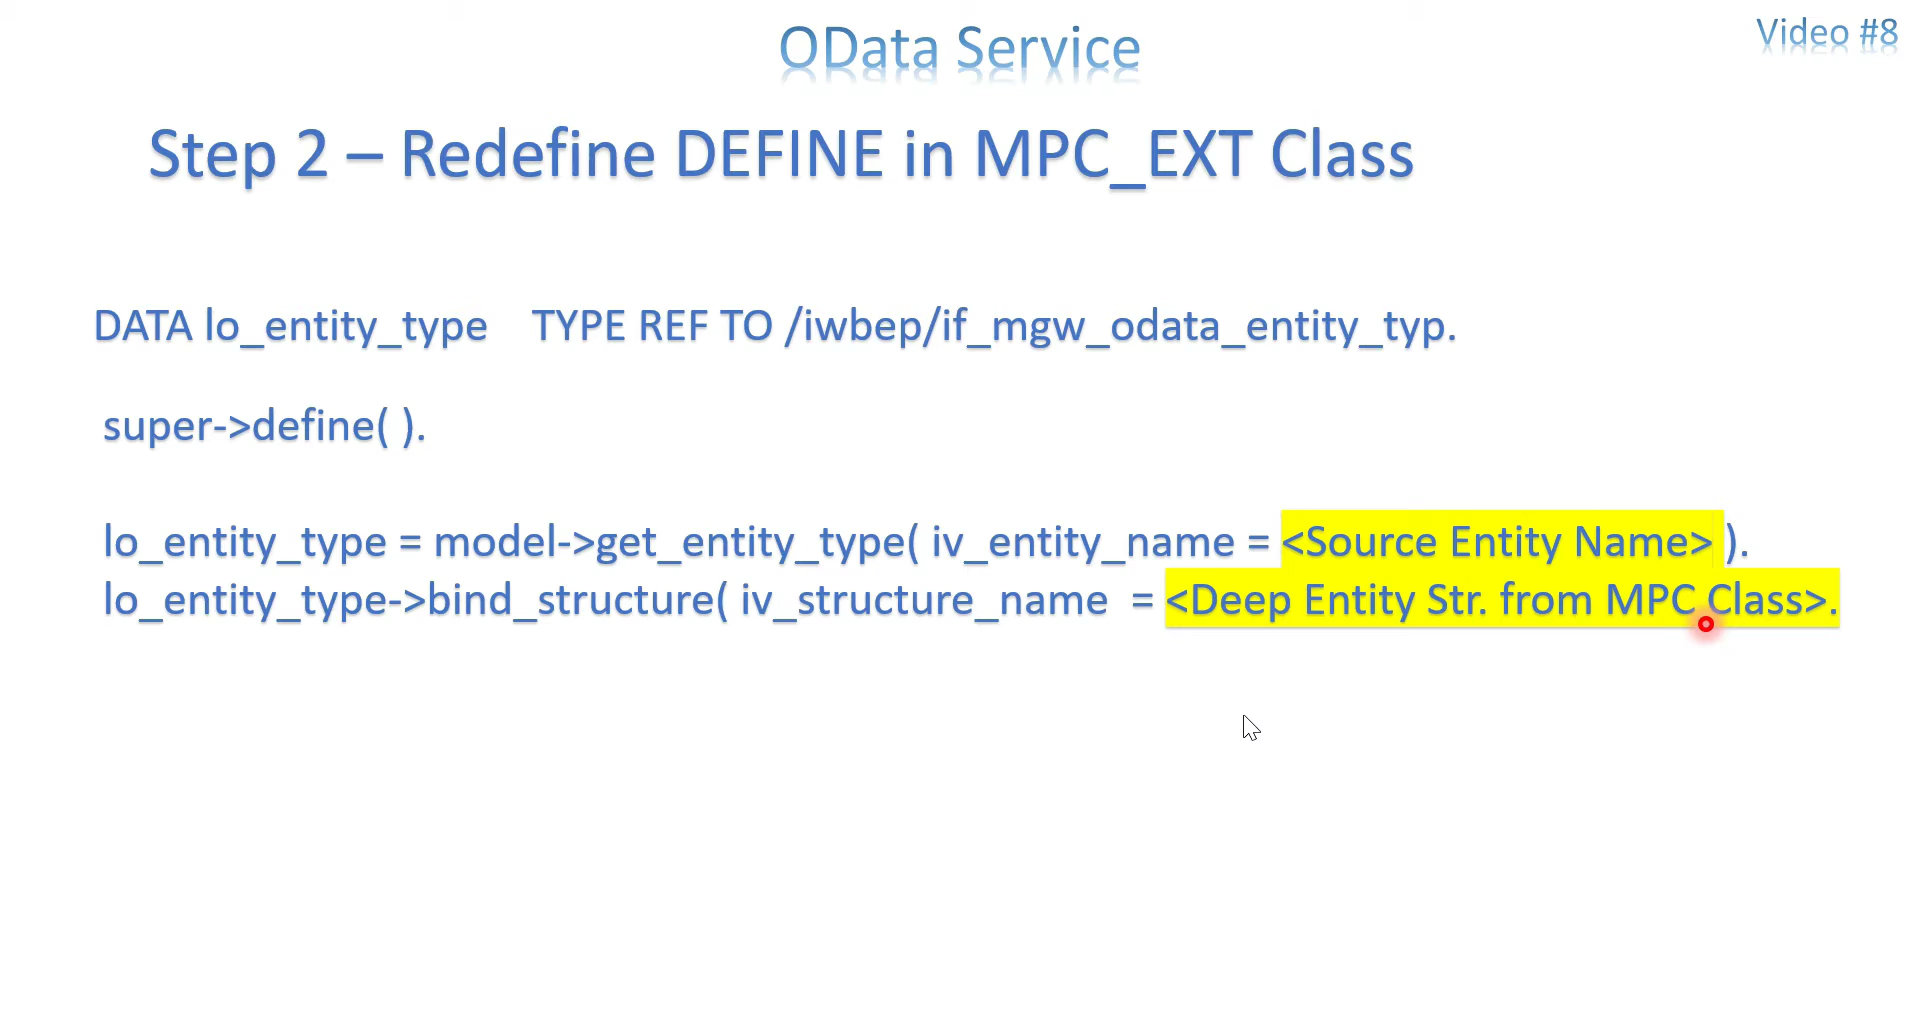 OData Service
Video #8
Step 2 – Redefine DEFINE in MPC_EXT Class
DATA lo_entity_type TYPE REF TO /iwbep/if_mgw_odata_entity_typ.
super->define( ).
lo_entity_type = model->get_entity_type( iv_entity_name = <Source Entity Name> ).
lo_entity_type->bind_structure( iv_structure_name = <Deep Entity Str. from MPC Class>.